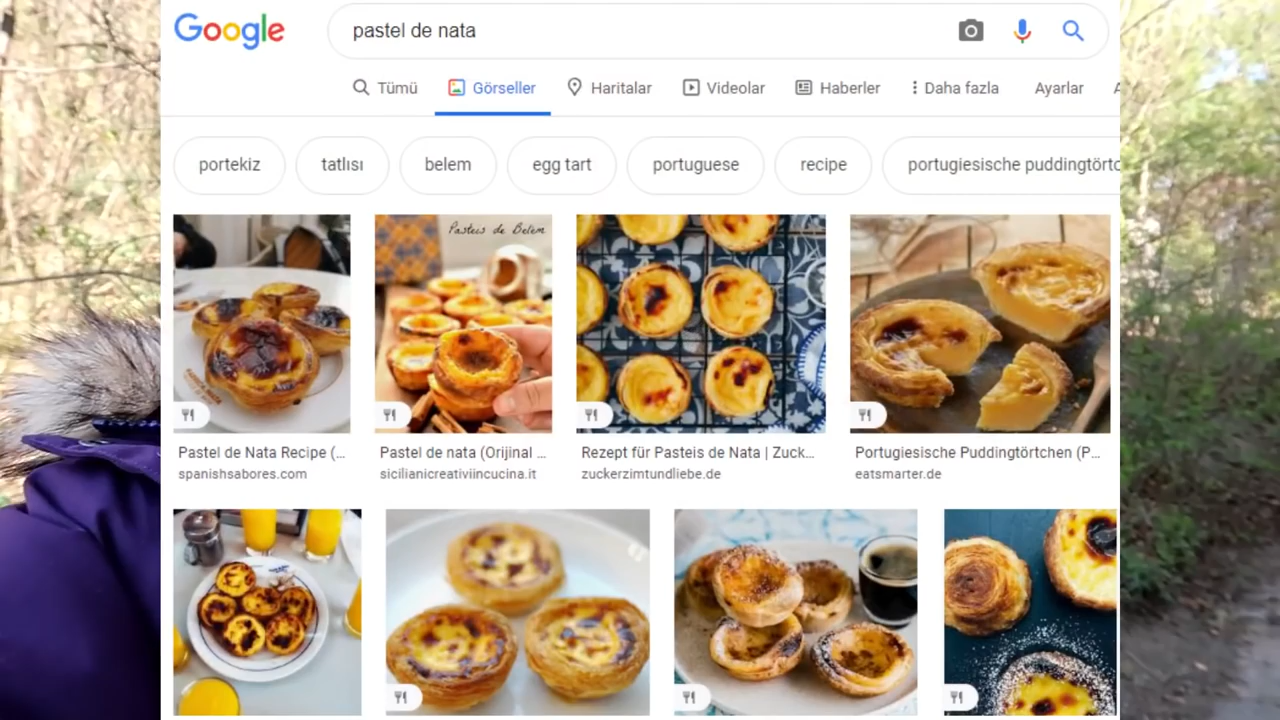 Google
pastel de nata
Tümü Görseller Haritalar Videolar Haberler Daha fazla Ayarlar A
portekiz tatlısı belem egg tart portuguese recipe portugiesische puddingtörtc
Pasteis de Belem
Pastel de Nata Recipe (... Pastel de nata (Orijinal ... Rezept für Pasteis de Nata | Zuck... Portugiesische Puddingtörtchen (P...
spanishsabores.com sicilianicreativiincucina.it zuckerzimtundliebe.de eatsmarter.de